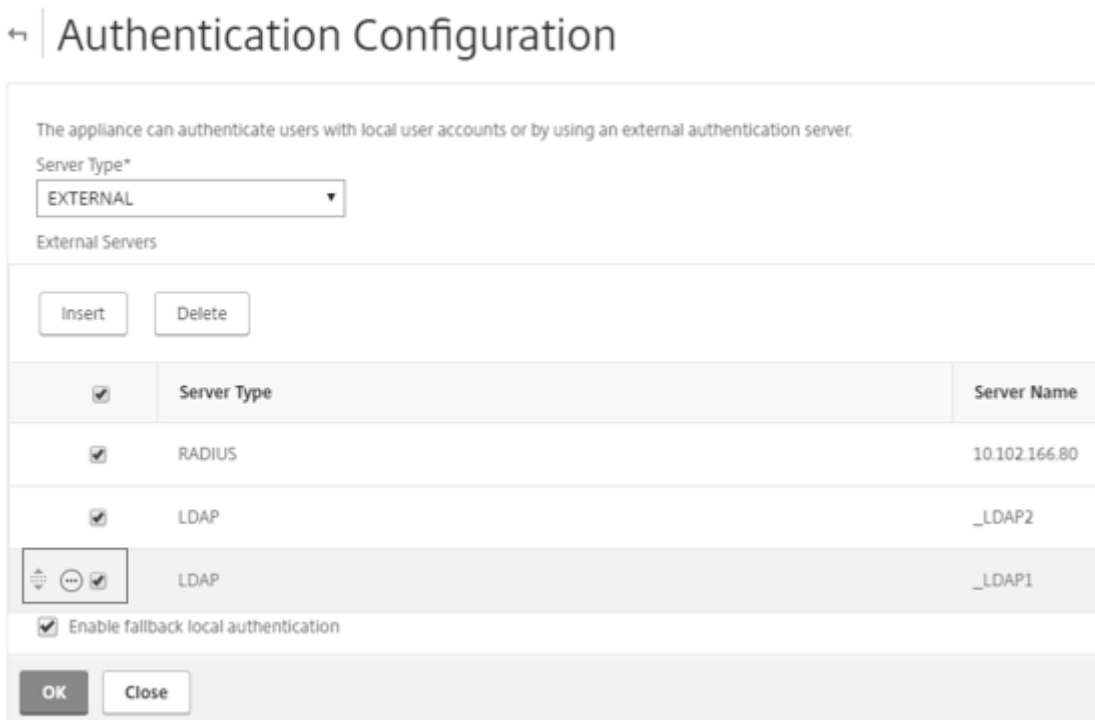 Authentication Configuration
The appliance can authenticate users with local user accounts or by using an external authentication server.
Server Type*
EXTERNAL
External Servers
Insert Delete
Server Type Server Name
RADIUS 10.102.166.80
LDAP _LDAP2
LDAP _LDAP1
Enable fallback local authentication
OK Close